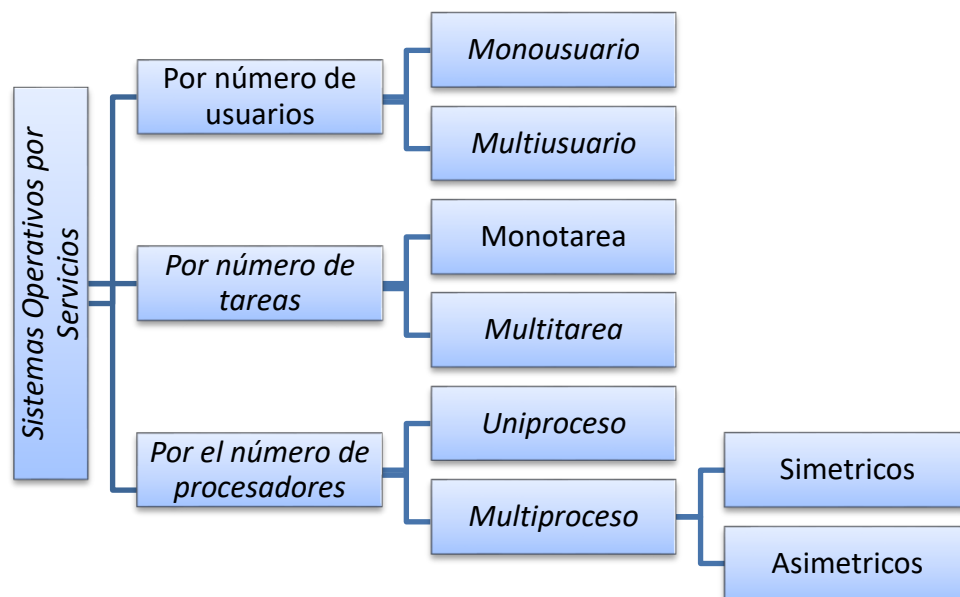 Sistemas Operativos por
Servicios
Por número de
usuarios
Monousuario
Multiusuario
Por número de
tareas
Monotarea
Multitarea
Por el número de
procesadores
Uniproceso
Multiproceso
Simetricos
Asimetricos